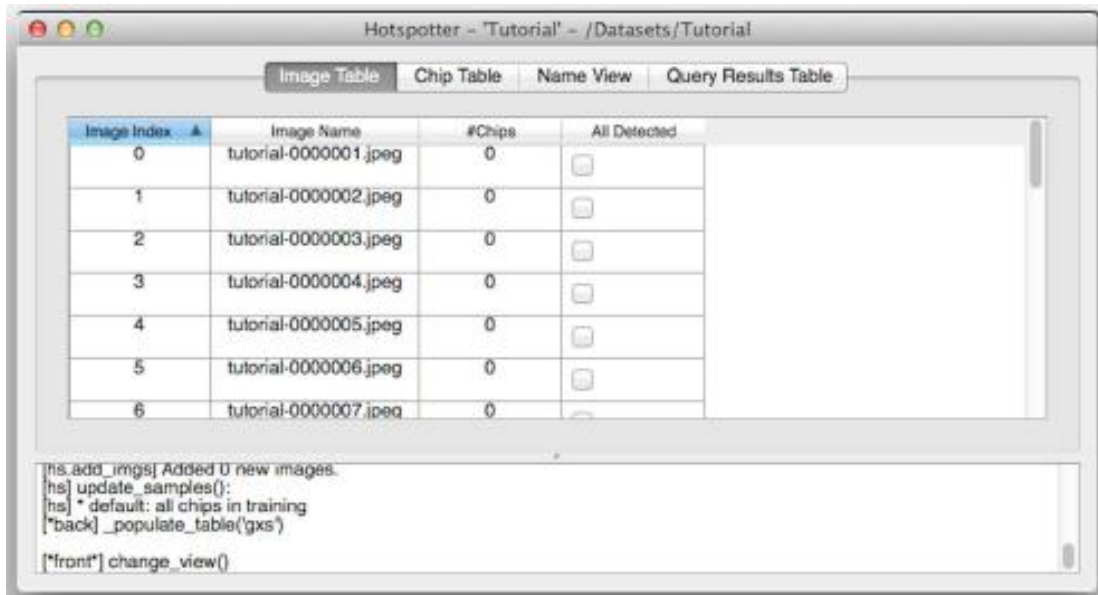 Hotspotter – 'Tutorial' – /Datasets/Tutorial
Image Table Chip Table Name View Query Results Table
Image Index Image Name #Chips All Detected
0 tutorial-0000001.jpeg 0
1 tutorial-0000002.jpeg 0
2 tutorial-0000003.jpeg 0
3 tutorial-0000004.jpeg 0
4 tutorial-0000005.jpeg 0
5 tutorial-0000006.jpeg 0
6 tutorial-0000007.jpeg 0
[hs.add_imgs] Added 0 new images.
[hs] update_samples():
[hs] * default: all chips in training
[*back] _populate_table('gxs')
[*front*] change_view()